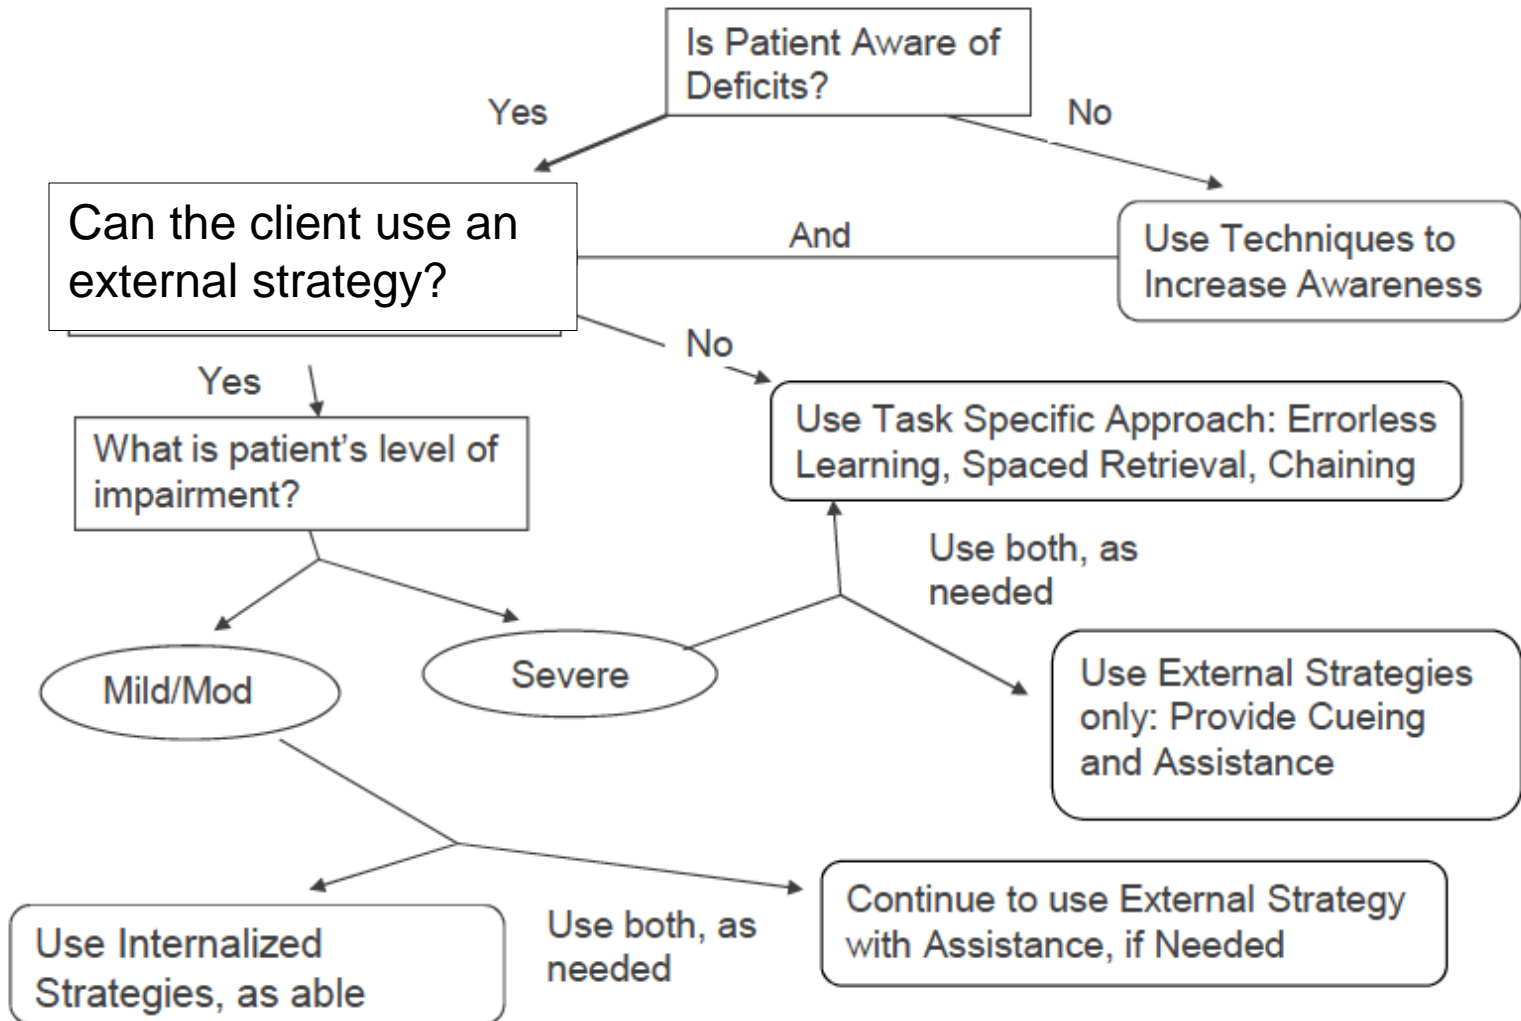 Is Patient Aware of
Deficits?
Yes
No
Can the client use an
external strategy?
And
Use Techniques to
Increase Awareness
No
Yes
What is patient’s level of
impairment?
Use Task Specific Approach: Errorless
Learning, Spaced Retrieval, Chaining
Use both, as
needed
Mild/Mod
Severe
Use External Strategies
only: Provide Cueing
and Assistance
Use Internalized
Strategies, as able
Use both, as
needed
Continue to use External Strategy
with Assistance, if Needed